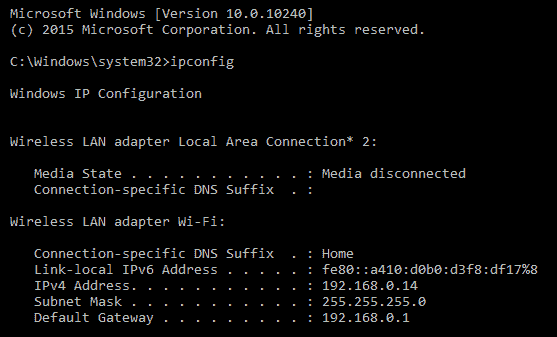 Microsoft Windows [Version 10.0.10240]
(c) 2015 Microsoft Corporation. All rights reserved.
C:\Windows\system32>ipconfig
Windows IP Configuration
Wireless LAN adapter Local Area Connection* 2:
Media State . . . . . . . . . . . : Media disconnected
Connection-specific DNS Suffix  . :
Wireless LAN adapter Wi-Fi:
Connection-specific DNS Suffix  . : Home
Link-local IPv6 Address . . . . . : fe80::a410:d0b0:d3f8:df17%8
IPv4 Address. . . . . . . . . . . : 192.168.0.14
Subnet Mask . . . . . . . . . . . : 255.255.255.0
Default Gateway . . . . . . . . . : 192.168.0.1